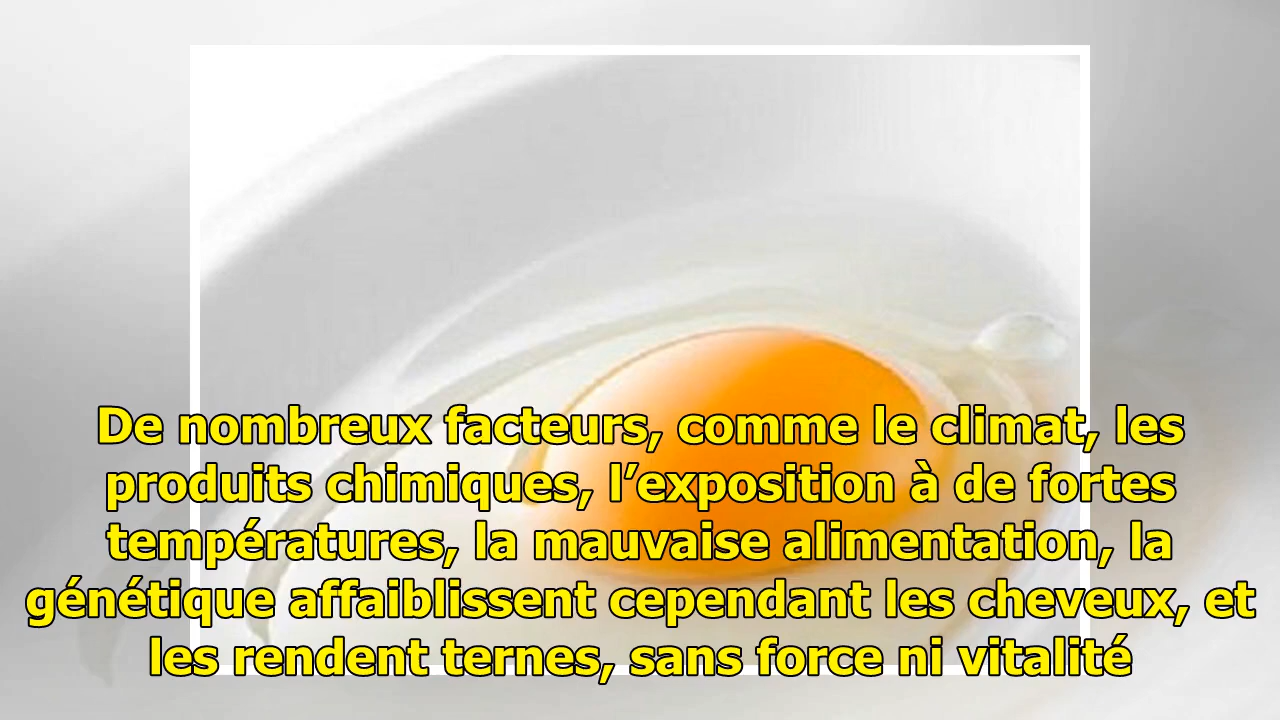 De nombreux facteurs, comme le climat, les
produits chimiques, l’exposition à de fortes
températures, la mauvaise alimentation, la
génétique affaiblissent cependant les cheveux, et
les rendent ternes, sans force ni vitalité